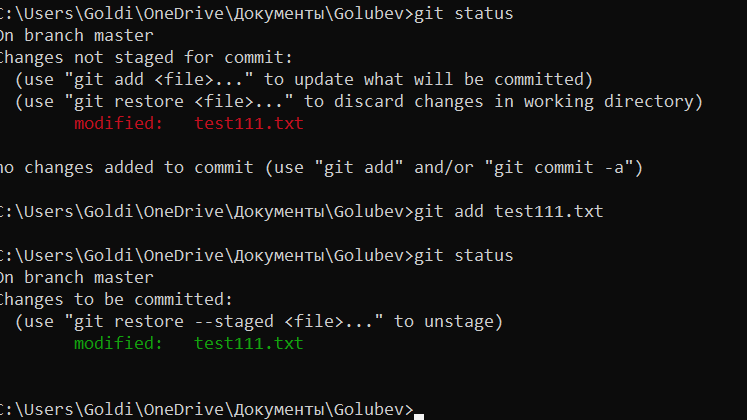 C:\Users\Goldi\OneDrive\Документы\Golubev>git status
On branch master
Changes not staged for commit:
  (use "git add <file>..." to update what will be committed)
  (use "git restore <file>..." to discard changes in working directory)
        modified:   test111.txt
no changes added to commit (use "git add" and/or "git commit -a")
C:\Users\Goldi\OneDrive\Документы\Golubev>git add test111.txt
C:\Users\Goldi\OneDrive\Документы\Golubev>git status
On branch master
Changes to be committed:
  (use "git restore --staged <file>..." to unstage)
        modified:   test111.txt
C:\Users\Goldi\OneDrive\Документы\Golubev>